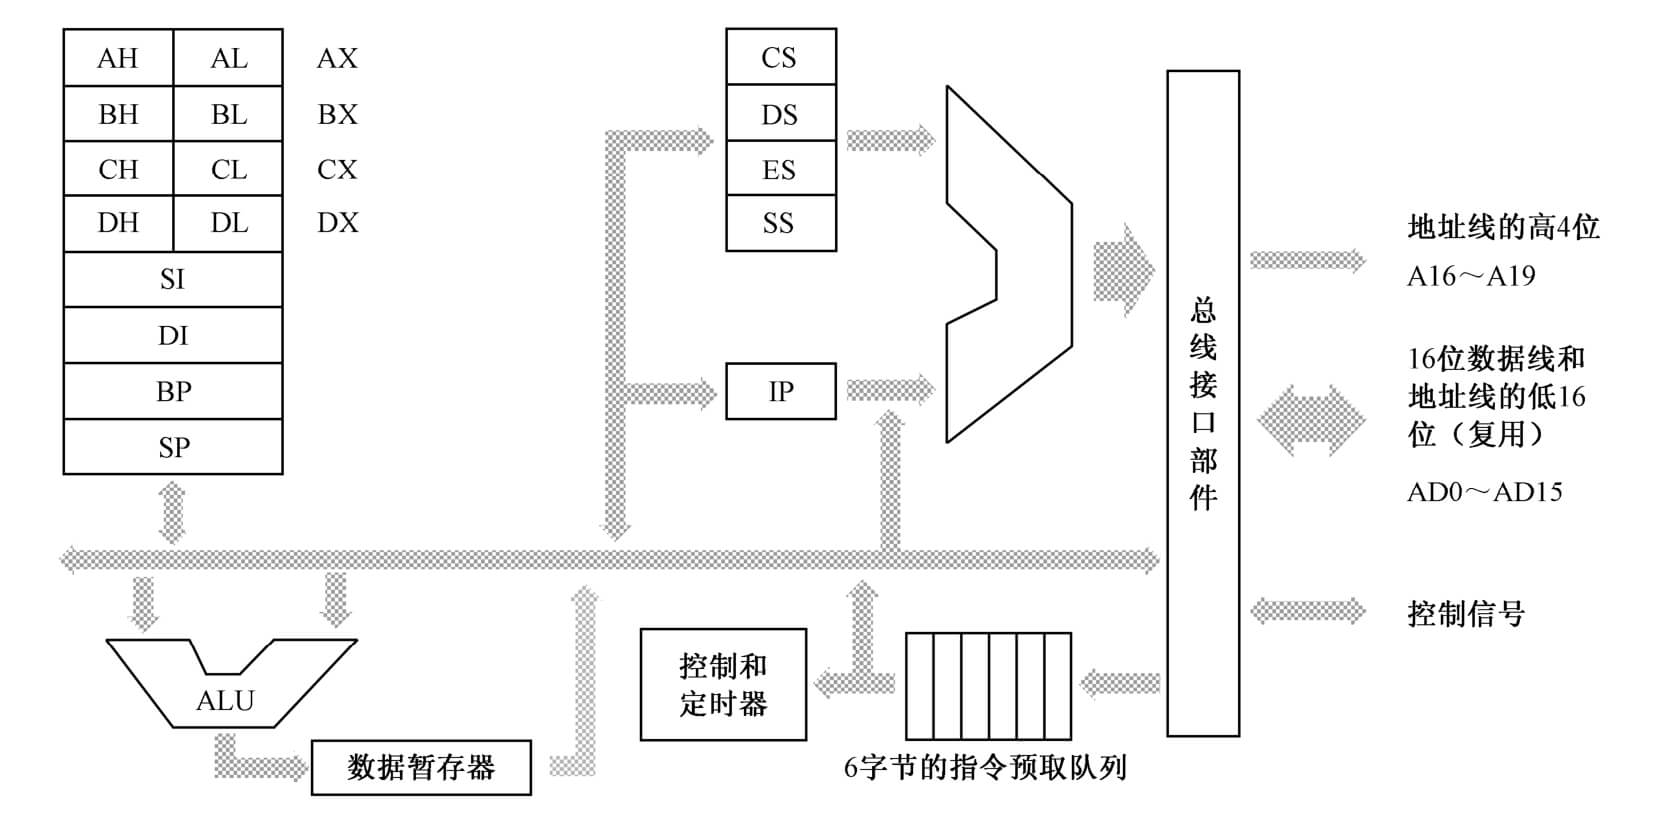 AH AL AX
BH BL BX
CH CL CX
DH DL DX
SI
DI
BP
SP
ALU
数据暂存器
CS
DS
ES
SS
IP
控制和
定时器
6字节的指令预取队列
总线接口部件
地址线的高4位
A16～A19
16位数据线和
地址线的低16
位（复用）
AD0～AD15
控制信号